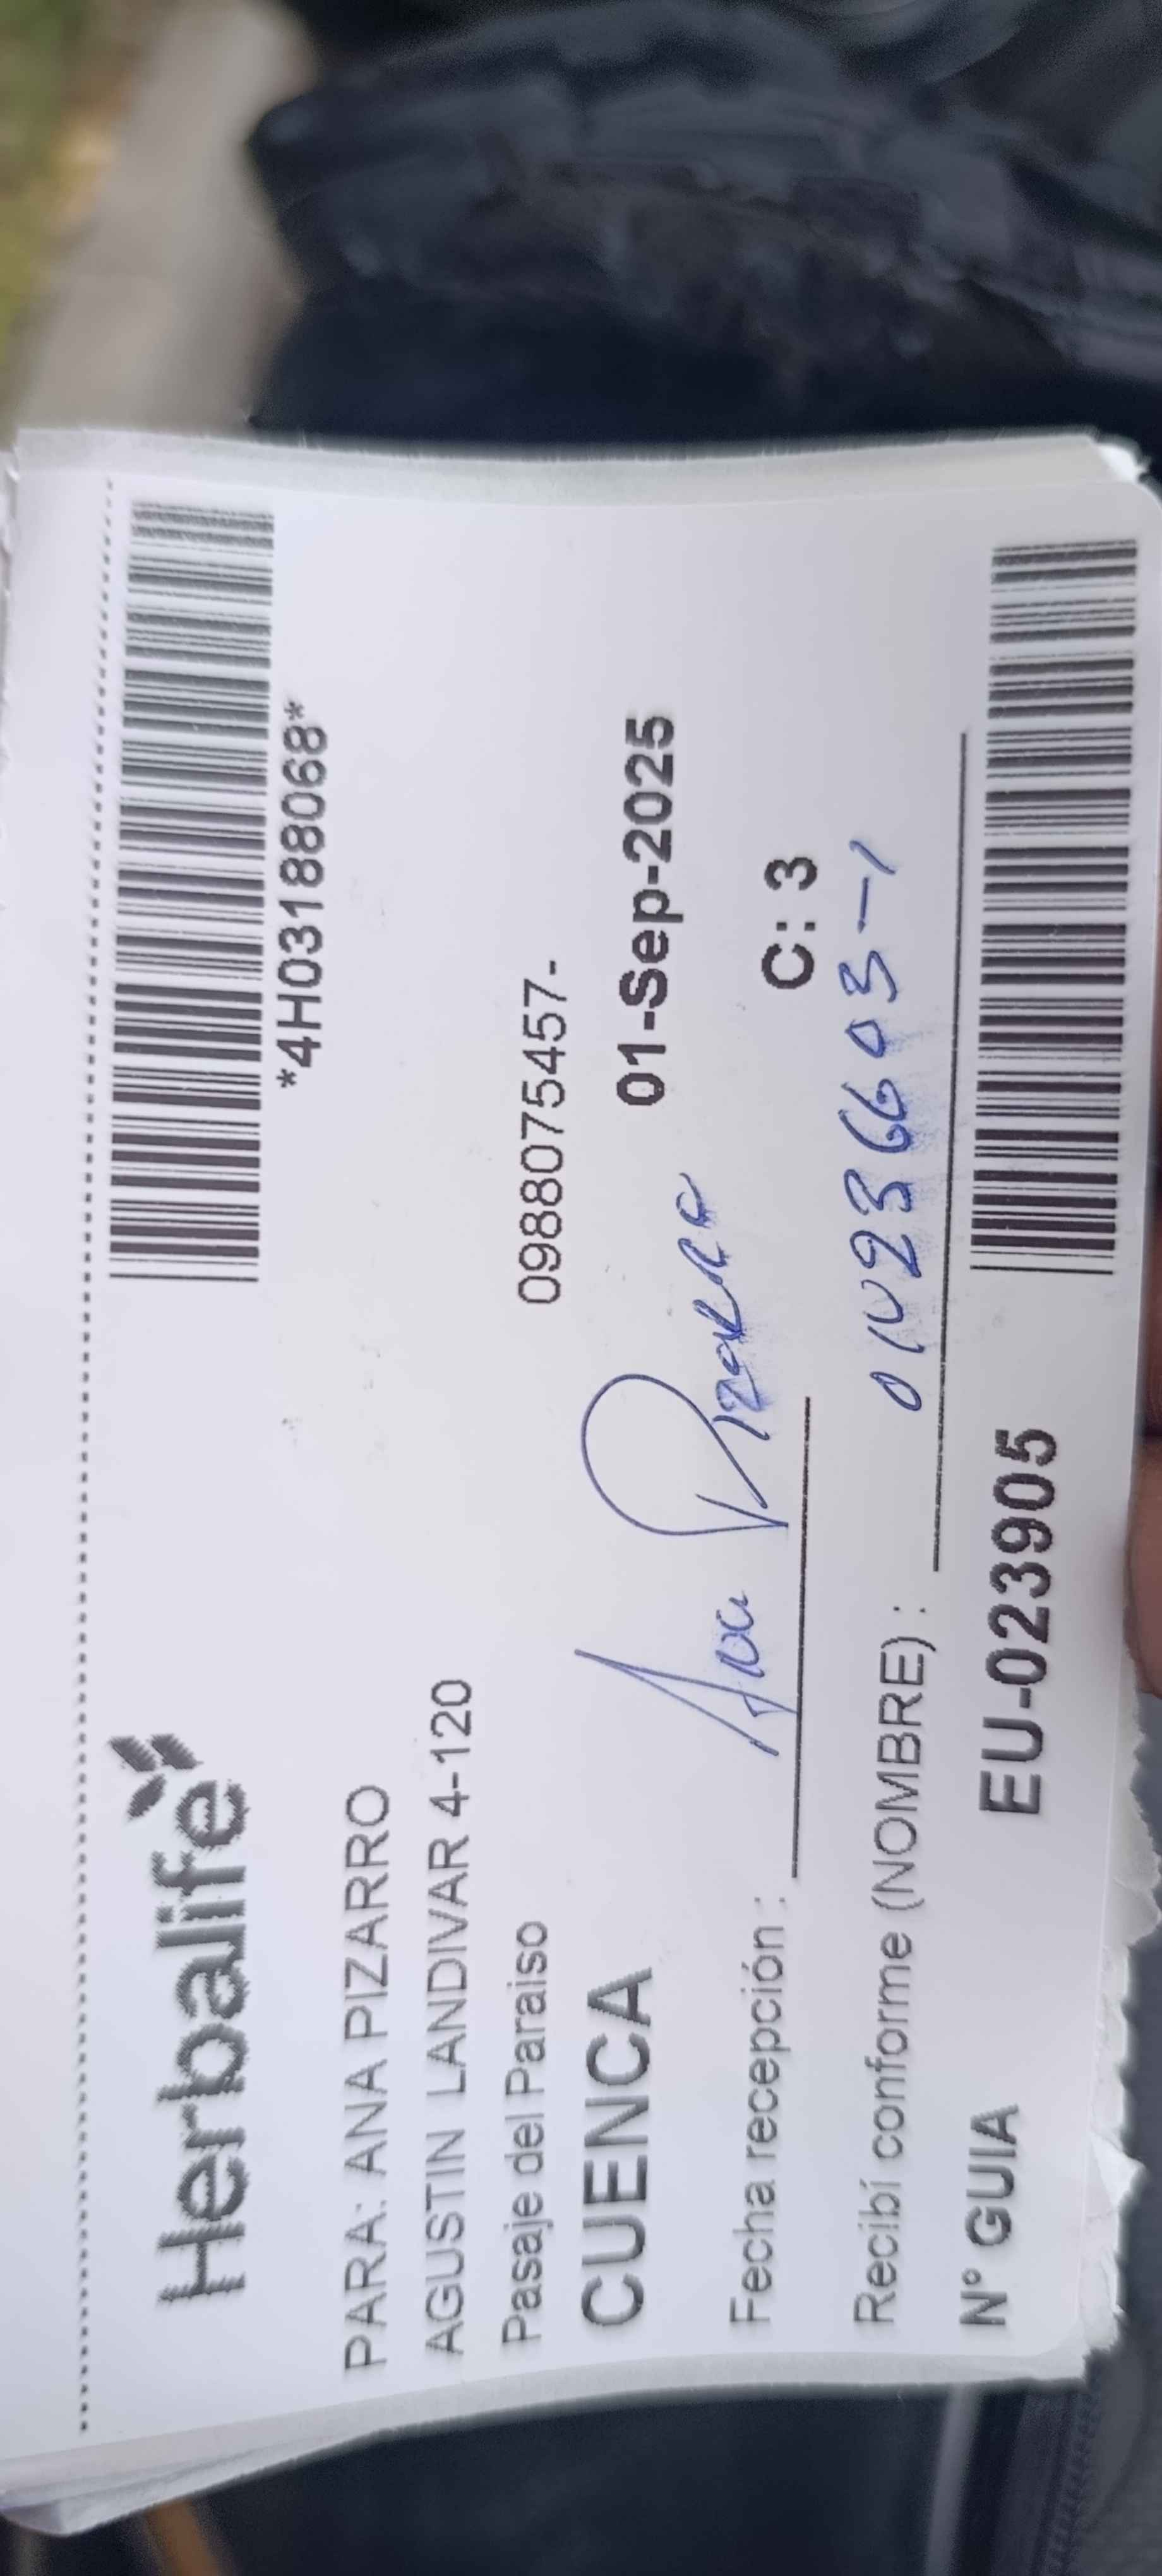 Herbalife
*4H03188068*
PARA: ANA PIZARRO
AGUSTIN LANDIVAR 4-120
Pasaje del Paraiso 0988075457-
CUENCA 01-Sep-2025
Fecha recepción : Ana Pizarro C: 3
Recibí conforme (NOMBRE) : 010236603-1
N° GUIA EU-023905